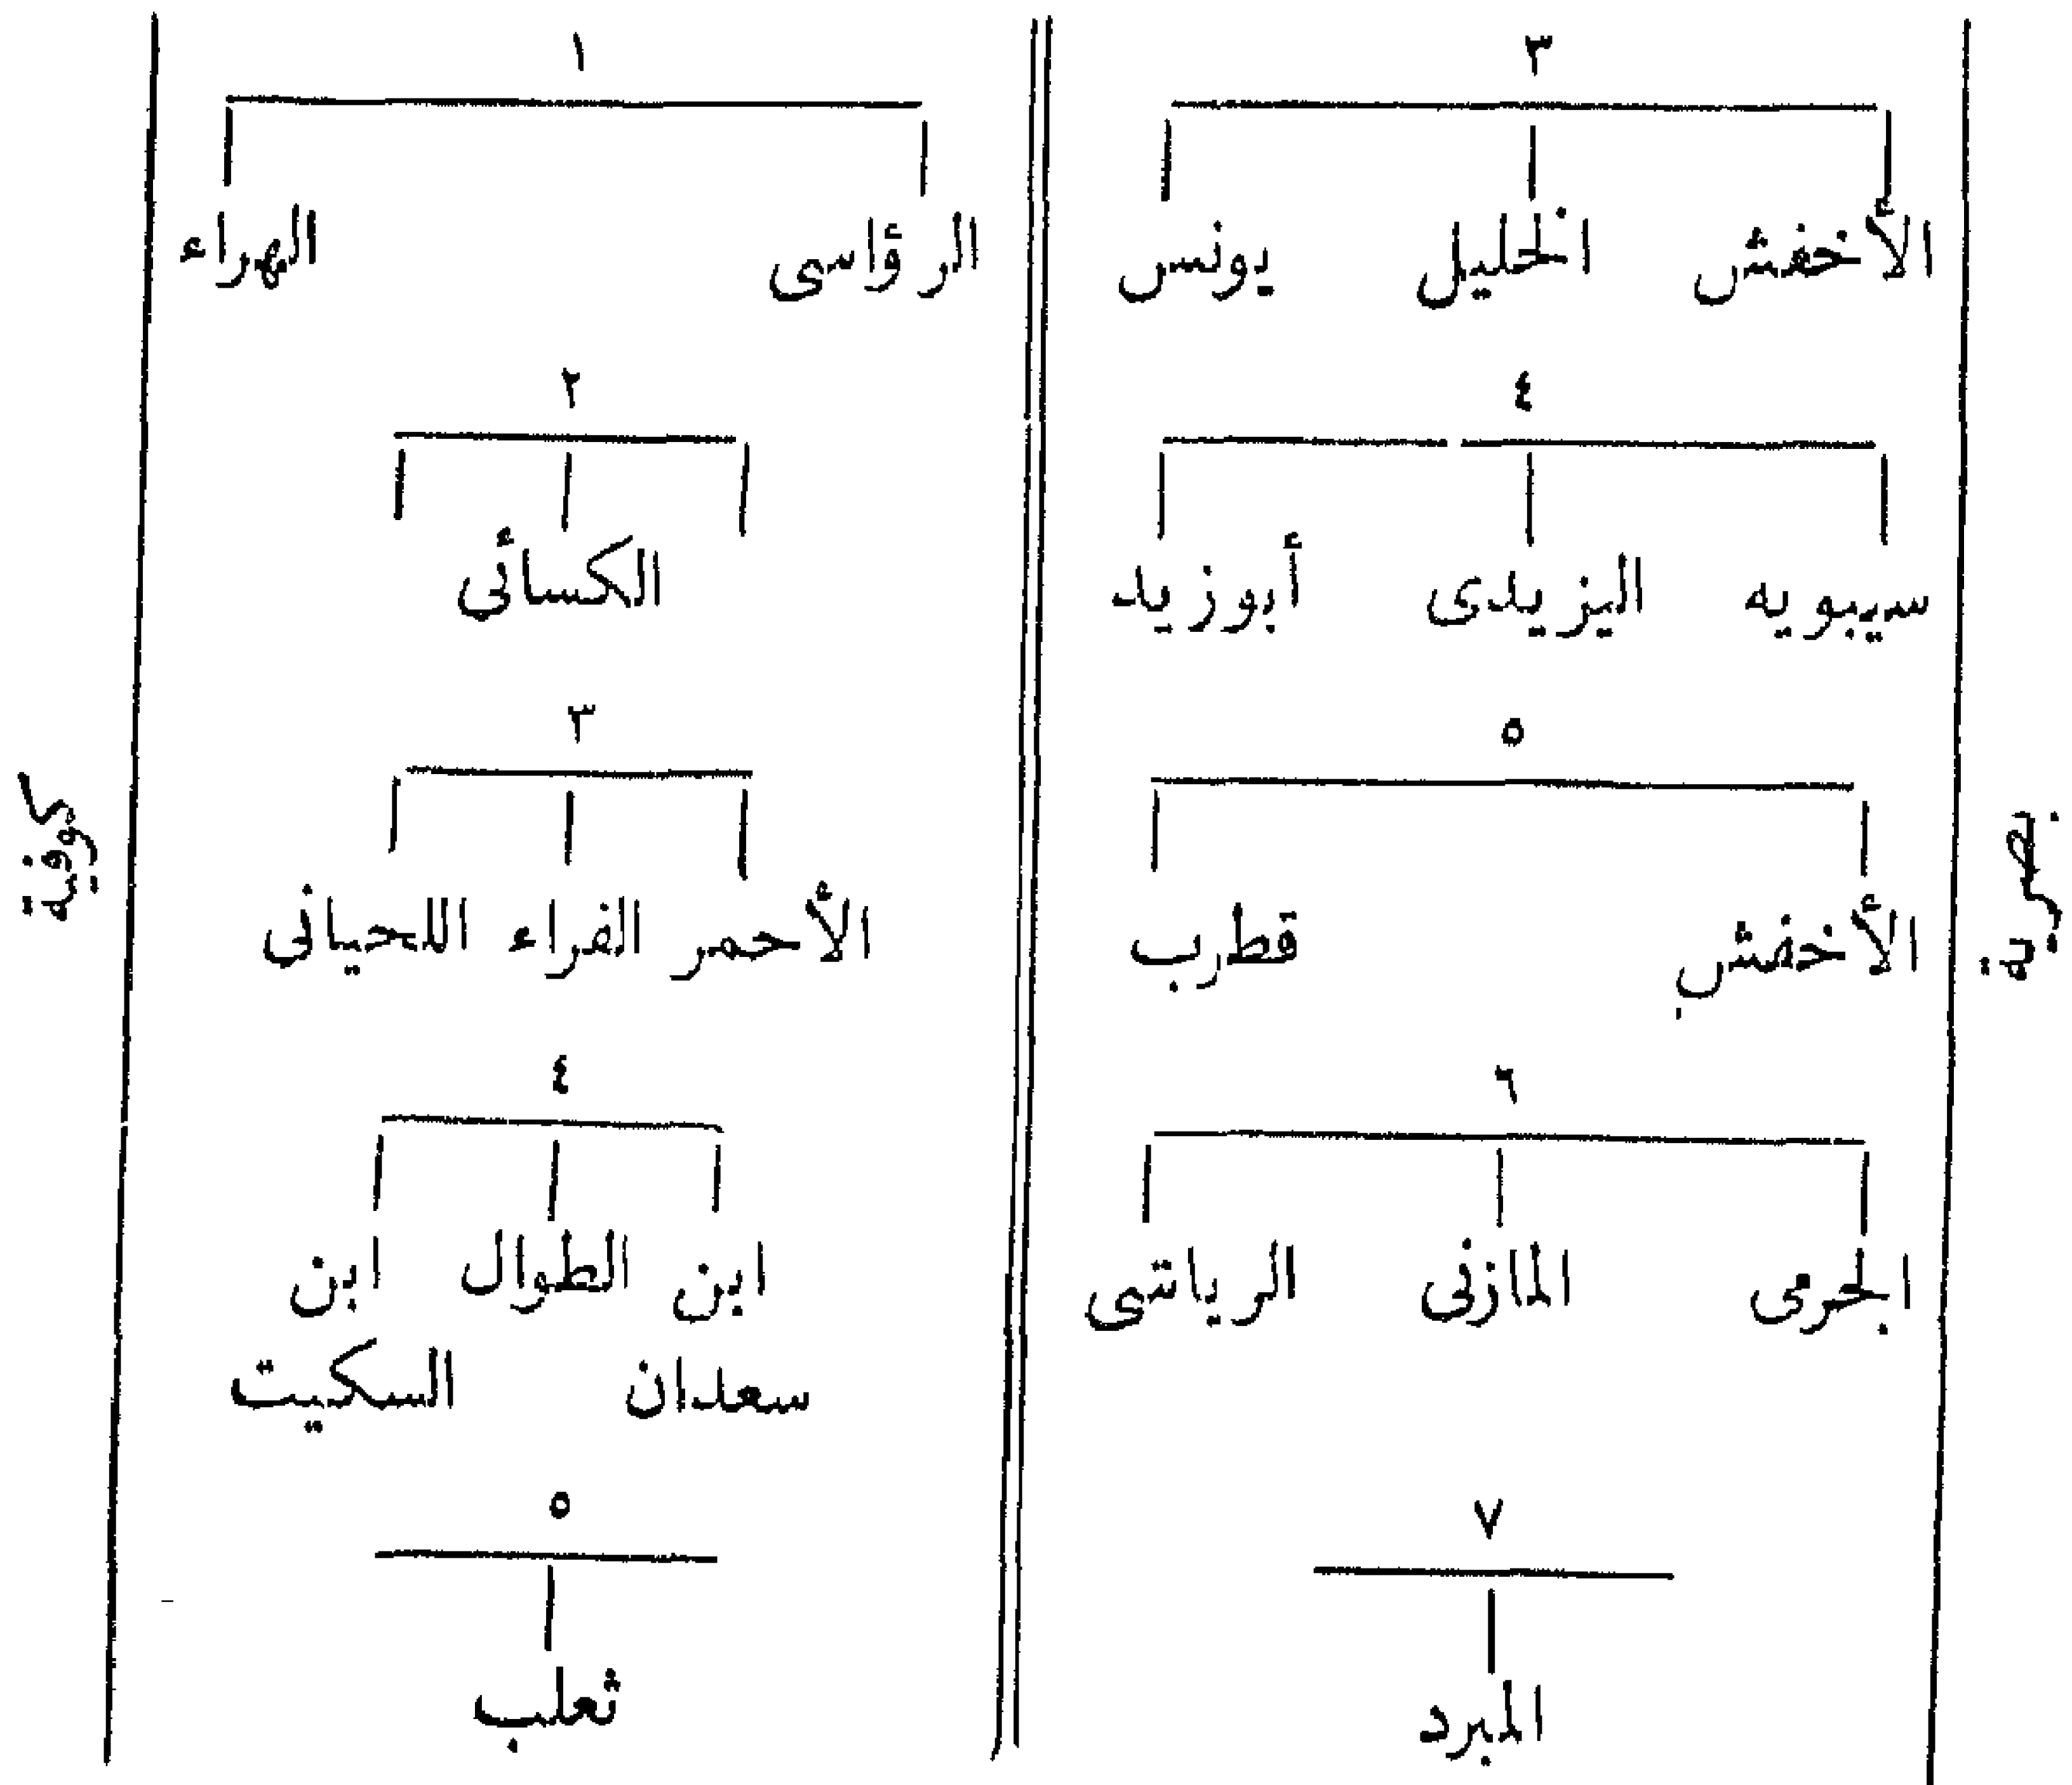 ٣ ١
الأخفش الخليل يونس الرؤاسى الهراء
٤ ٢
سيبويه اليزيدى أبوزيد الكسائي
٥ ٣
الأخفش قطرب الأحمر الفراء اللحيانى
بصرية
كوفية
٦ ٤
الجرمى المازنى الرياشى ابن الطوال ابن
سعدان السكيت
٧ ٥
المبرد ثعلب